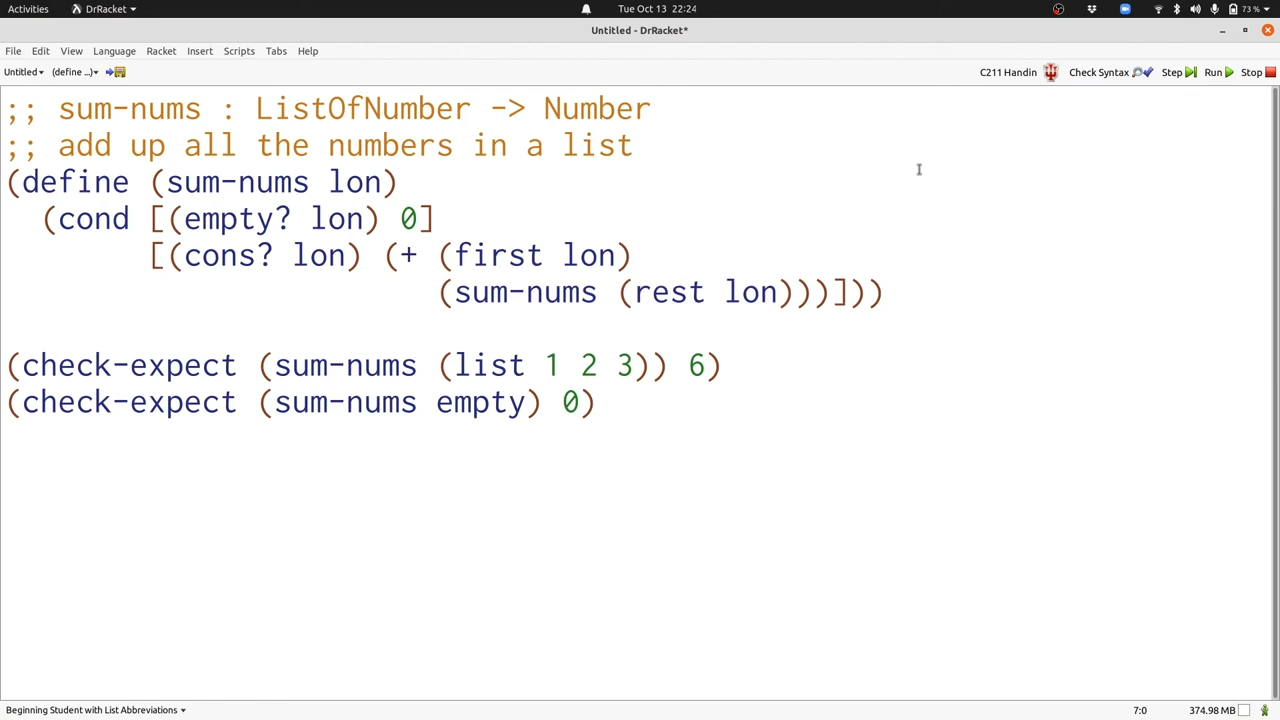 Activities DrRacket Tue Oct 13 22:24 73 %
Untitled - DrRacket*
File Edit View Language Racket Insert Scripts Tabs Help
Untitled (define ...) C211 Handin Check Syntax Step Run Stop
;; sum-nums : ListOfNumber -> Number
;; add up all the numbers in a list
(define (sum-nums lon)
  (cond [(empty? lon) 0]
        [(cons? lon) (+ (first lon)
                        (sum-nums (rest lon)))]))
(check-expect (sum-nums (list 1 2 3)) 6)
(check-expect (sum-nums empty) 0)
Beginning Student with List Abbreviations 7:0 374.98 MB